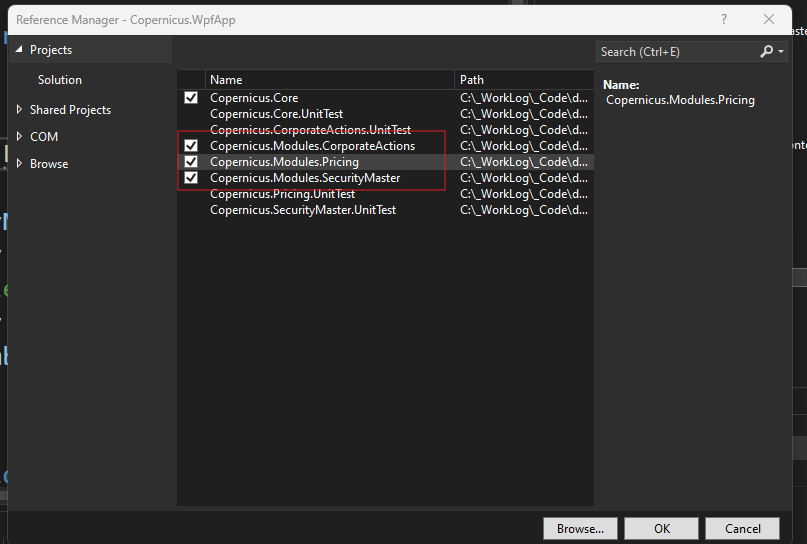 Reference Manager - Copernicus.WpfApp
?
Projects
Search (Ctrl+E)
Solution
Shared Projects
COM
Browse
Name Path
Copernicus.Core C:\_WorkLog\_Code\d...
Copernicus.Core.UnitTest C:\_WorkLog\_Code\d...
Copernicus.CorporateActions.UnitTest C:\_WorkLog\_Code\d...
Copernicus.Modules.CorporateActions C:\_WorkLog\_Code\d...
Copernicus.Modules.Pricing C:\_WorkLog\_Code\d...
Copernicus.Modules.SecurityMaster C:\_WorkLog\_Code\d...
Copernicus.Pricing.UnitTest C:\_WorkLog\_Code\d...
Copernicus.SecurityMaster.UnitTest C:\_WorkLog\_Code\d...
Name:
Copernicus.Modules.Pricing
Browse... OK Cancel